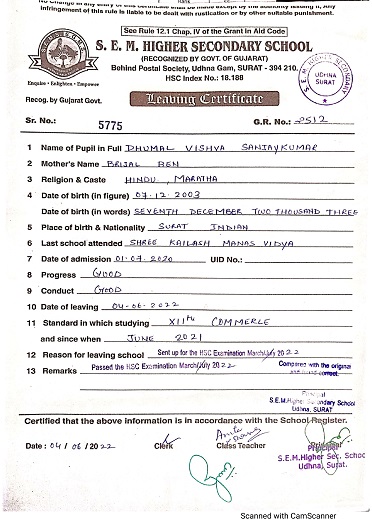 No change in any entry of this certificate shall be made except by the authority issuing it, Any
infringement of this rule is liable to be dealt with rustication or by other suitable punishment.
See Rule 12.1 Chap. IV of the Grant in Aid Code
S. E. M. HIGHER SECONDARY SCHOOL
(RECOGNIZED BY GOVT. OF GUJARAT)
Behind Postal Society, Udhna Gam, SURAT - 394 210.
HSC Index No.: 18.188
Enquire • Enlighten • Empower
S. E. M. HIGHER SECONDARY
UDHNA
SURAT
Recog. by Gujarat Govt.
Leaving Certificate
Sr. No.: 5775
G.R. No.: 2512
1 Name of Pupil in Full DHUMAL VISHVA SANJAYKUMAR
2 Mother's Name BRIJAL BEN
3 Religion & Caste HINDU, MARATHA
4 Date of birth (in figure) 07.12.2003
Date of birth (in words) SEVENTH DECEMBER TWO THOUSAND THREE
5 Place of birth & Nationality SURAT INDIAN
6 Last school attended SHREE KAILASH MANAS VIDYA
7 Date of admission 01-07-2020 UID No.:
8 Progress GOOD
9 Conduct GOOD
10 Date of leaving 04-06-2022
11 Standard in which studying XIIth COMMERCE
and since when JUNE 2021
12 Reason for leaving school Sent up for the HSC Examination March/July 2022
13 Remarks Passed the HSC Examination March/July 2022
Compared with the original
and found correct.
Principal
S.E.M.Higher Secondary School
Udhna, SURAT
Certified that the above information is in accordance with the School Register.
Date : 04 / 06 / 2022 Clerk Class Teacher Principal
Principal
S.E.M.Higher Sec. School
Udhna, Surat.
Scanned with CamScanner